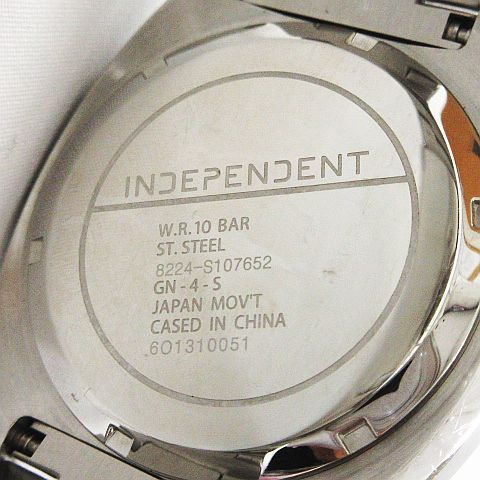 INDEPENDENT
W.R.10 BAR
ST. STEEL
8224-S107652
GN-4-S
JAPAN MOV'T
CASED IN CHINA
601310051